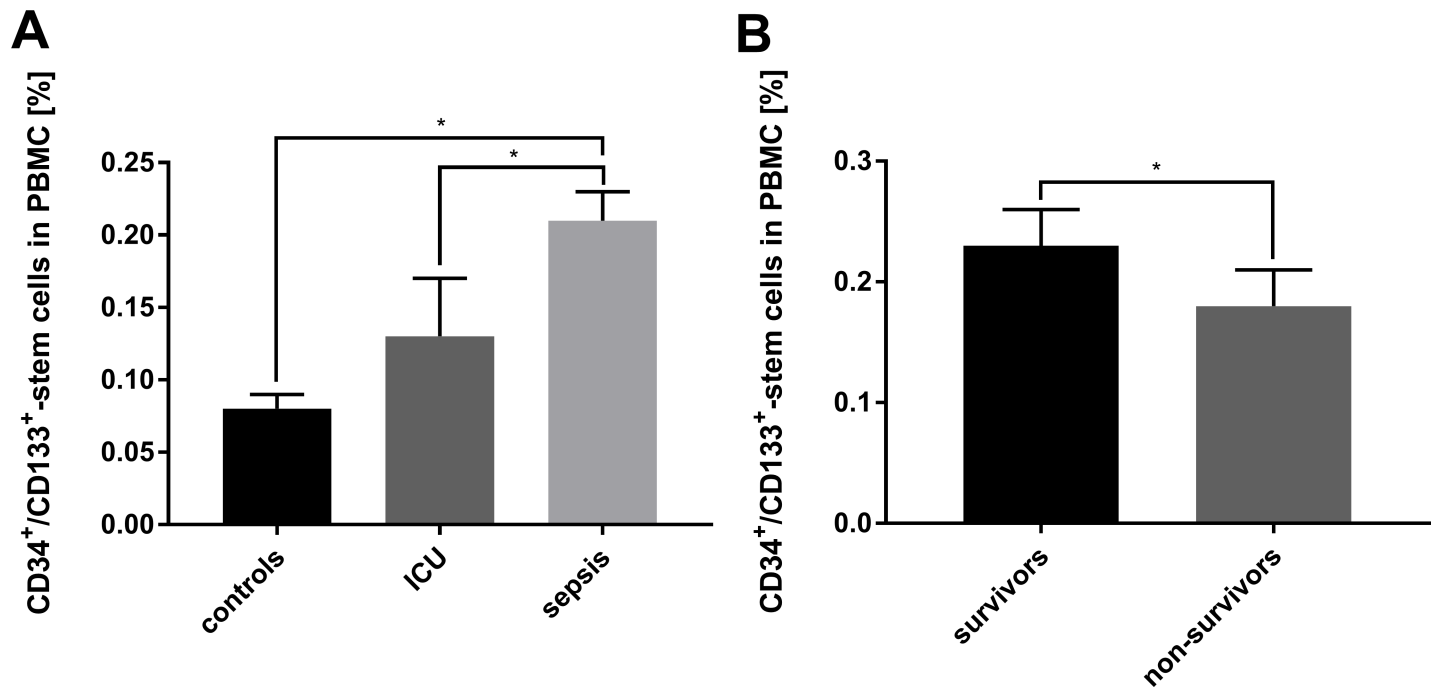 A
CD34⁺/CD133⁺-stem cells in PBMC [%]
*
*
0.25
0.20
0.15
0.10
0.05
0.00
controls
ICU
sepsis
B
CD34⁺/CD133⁺-stem cells in PBMC [%]
*
0.3
0.2
0.1
0.0
survivors
non-survivors